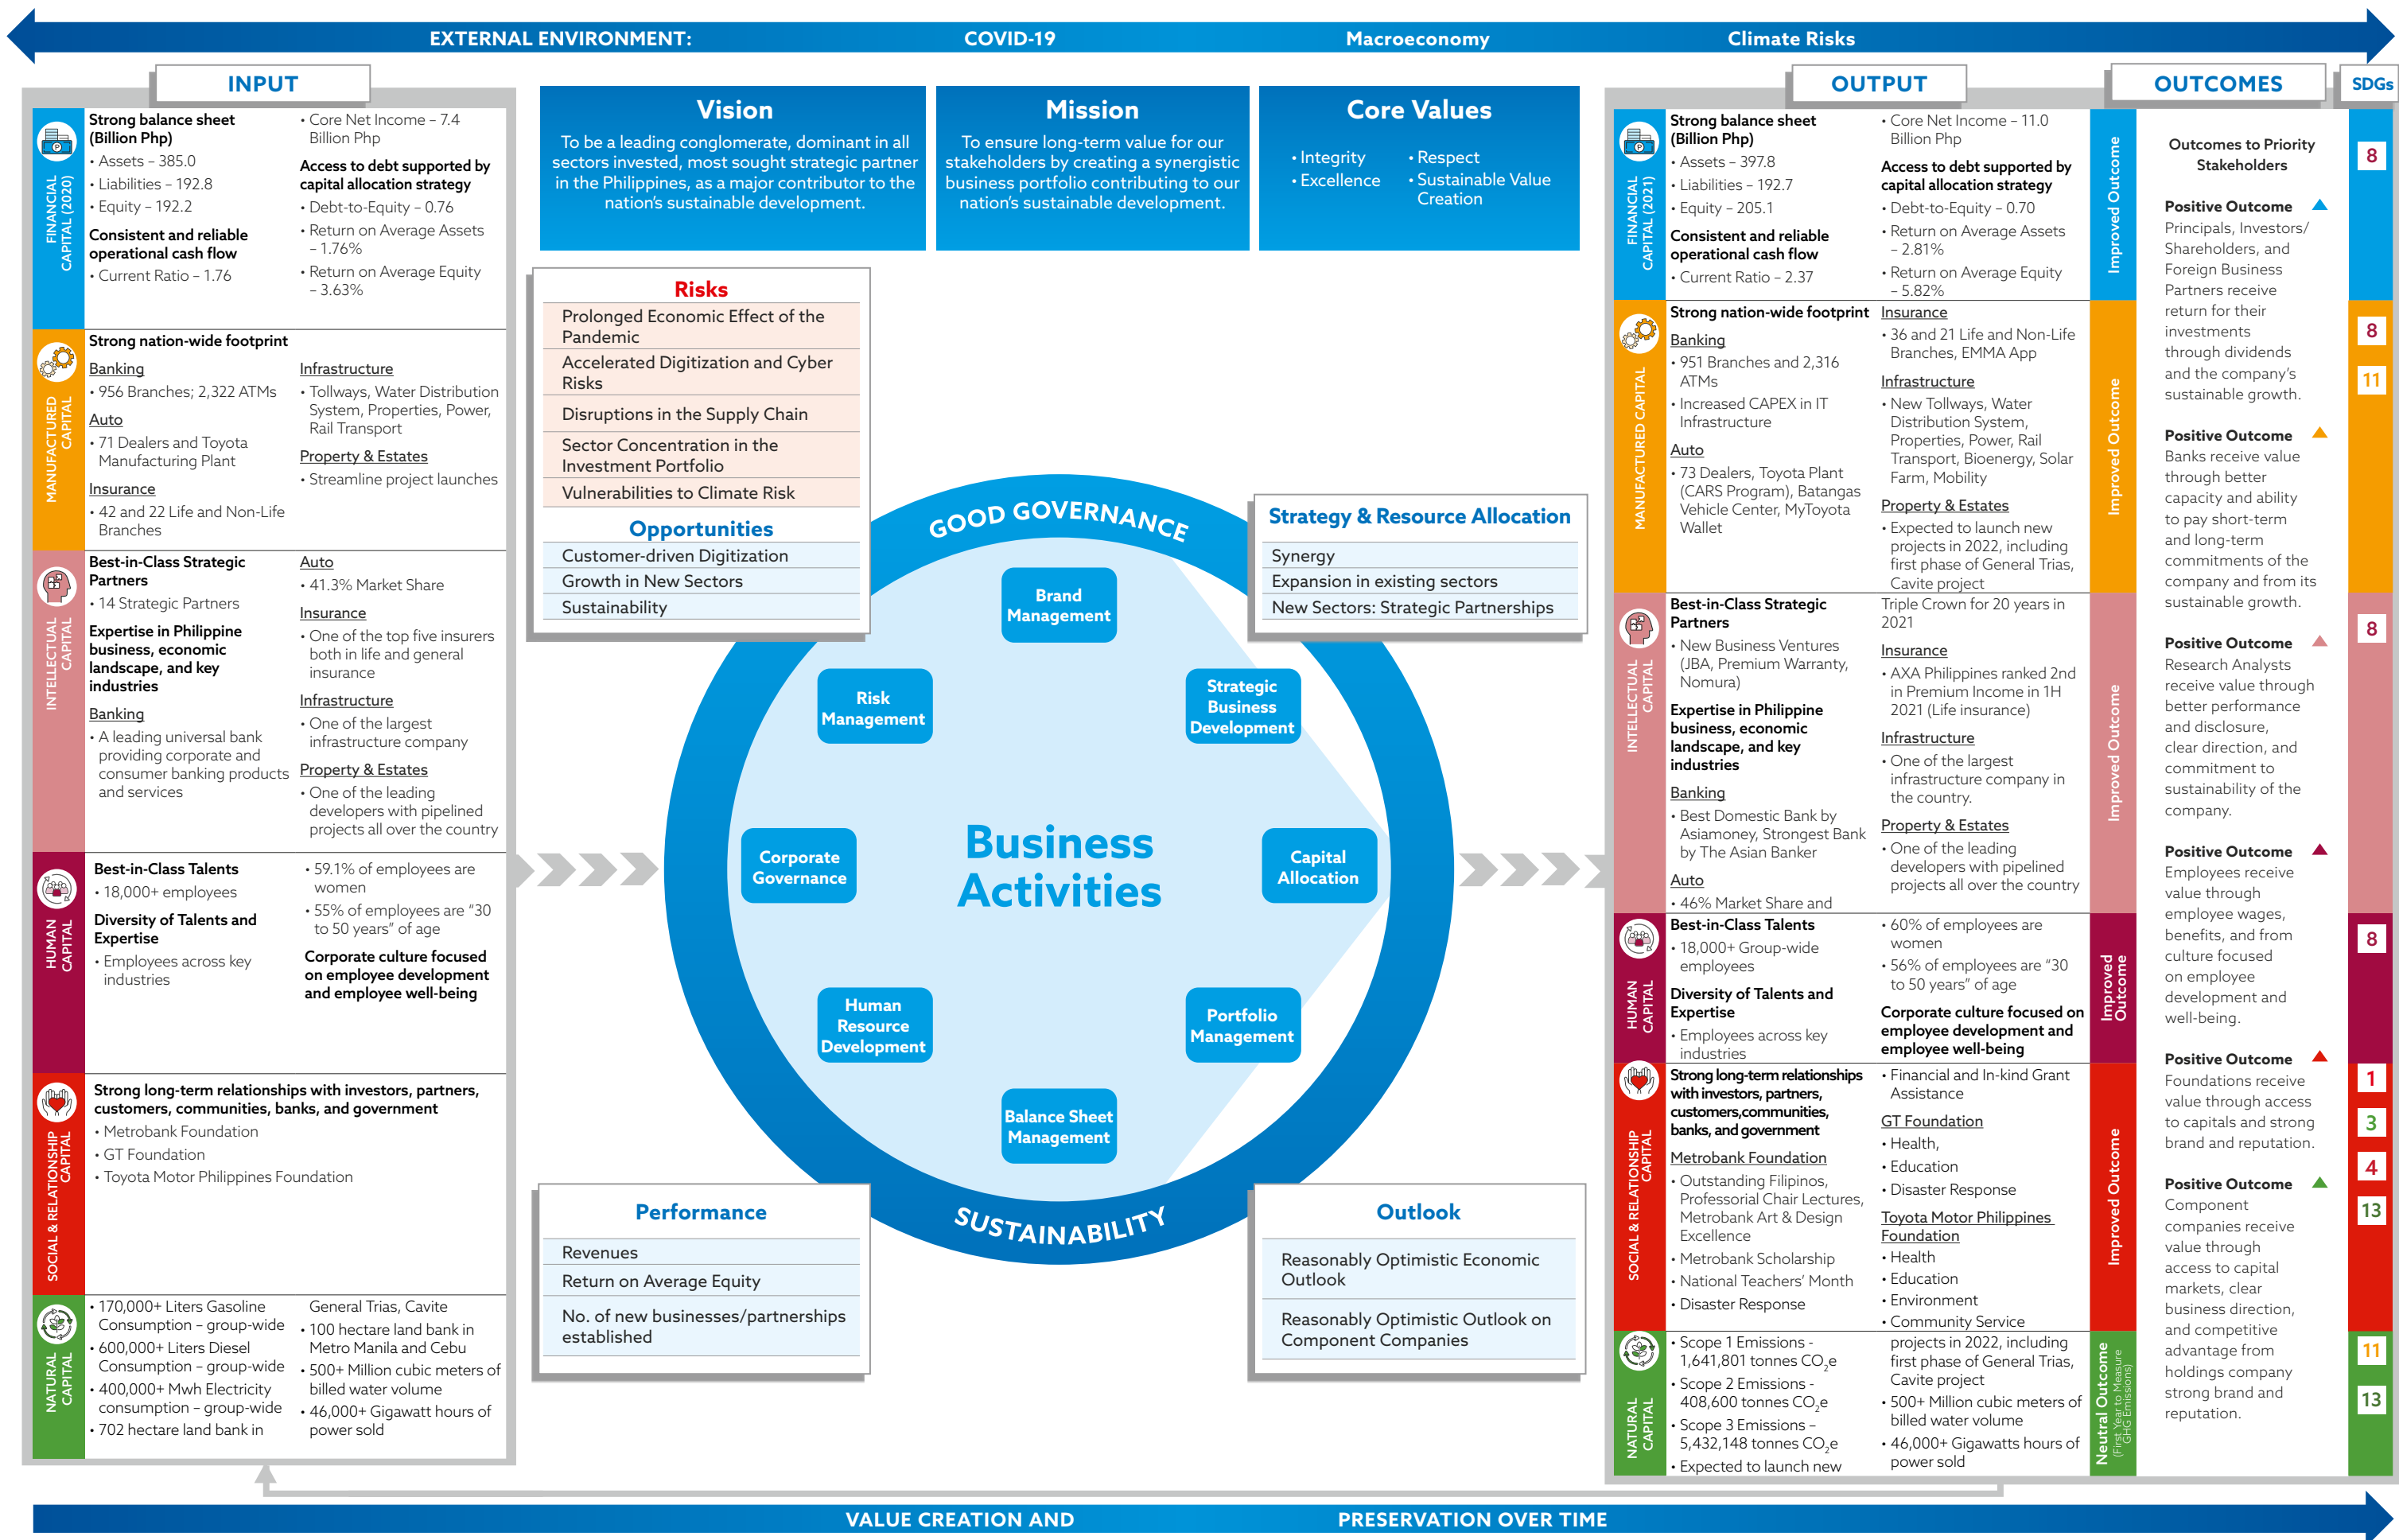 EXTERNAL ENVIRONMENT: COVID-19 Macroeconomy Climate Risks
INPUT
FINANCIAL
CAPITAL (2020)
Strong balance sheet
(Billion Php)
• Assets – 385.0
• Liabilities – 192.8
• Equity – 192.2
Consistent and reliable
operational cash flow
• Current Ratio – 1.76
• Core Net Income – 7.4
Billion Php
Access to debt supported by
capital allocation strategy
• Debt-to-Equity – 0.76
• Return on Average Assets
– 1.76%
• Return on Average Equity
– 3.63%
MANUFACTURED
CAPITAL
Strong nation-wide footprint
Banking
• 956 Branches; 2,322 ATMs
Auto
• 71 Dealers and Toyota
Manufacturing Plant
Insurance
• 42 and 22 Life and Non-Life
Branches
Infrastructure
• Tollways, Water Distribution
System, Properties, Power,
Rail Transport
Property & Estates
• Streamline project launches
INTELLECTUAL
CAPITAL
Best-in-Class Strategic
Partners
• 14 Strategic Partners
Expertise in Philippine
business, economic
landscape, and key
industries
Banking
• A leading universal bank
providing corporate and
consumer banking products
and services
Auto
• 41.3% Market Share
Insurance
• One of the top five insurers
both in life and general
insurance
Infrastructure
• One of the largest
infrastructure company
Property & Estates
• One of the leading
developers with pipelined
projects all over the country
HUMAN
CAPITAL
Best-in-Class Talents
• 18,000+ employees
Diversity of Talents and
Expertise
• Employees across key
industries
• 59.1% of employees are
women
• 55% of employees are “30
to 50 years” of age
Corporate culture focused
on employee development
and employee well-being
SOCIAL & RELATIONSHIP
CAPITAL
Strong long-term relationships with investors, partners,
customers, communities, banks, and government
• Metrobank Foundation
• GT Foundation
• Toyota Motor Philippines Foundation
NATURAL
CAPITAL
• 170,000+ Liters Gasoline
Consumption – group-wide
• 600,000+ Liters Diesel
Consumption – group-wide
• 400,000+ Mwh Electricity
consumption – group-wide
• 702 hectare land bank in
General Trias, Cavite
• 100 hectare land bank in
Metro Manila and Cebu
• 500+ Million cubic meters of
billed water volume
• 46,000+ Gigawatt hours of
power sold
Vision
To be a leading conglomerate, dominant in all
sectors invested, most sought strategic partner
in the Philippines, as a major contributor to the
nation’s sustainable development.
Mission
To ensure long-term value for our
stakeholders by creating a synergistic
business portfolio contributing to our
nation’s sustainable development.
Core Values
• Integrity
• Excellence
• Respect
• Sustainable Value
Creation
Risks
Prolonged Economic Effect of the
Pandemic
Accelerated Digitization and Cyber
Risks
Disruptions in the Supply Chain
Sector Concentration in the
Investment Portfolio
Vulnerabilities to Climate Risk
Opportunities
Customer-driven Digitization
Growth in New Sectors
Sustainability
Strategy & Resource Allocation
Synergy
Expansion in existing sectors
New Sectors: Strategic Partnerships
GOOD GOVERNANCE
Brand
Management
Risk
Management
Strategic
Business
Development
Corporate
Governance
Business
Activities
Capital
Allocation
Human
Resource
Development
Portfolio
Management
Balance Sheet
Management
SUSTAINABILITY
Performance
Revenues
Return on Average Equity
No. of new businesses/partnerships
established
Outlook
Reasonably Optimistic Economic
Outlook
Reasonably Optimistic Outlook on
Component Companies
OUTPUT
FINANCIAL
CAPITAL (2021)
Strong balance sheet
(Billion Php)
• Assets – 397.8
• Liabilities – 192.7
• Equity – 205.1
Consistent and reliable
operational cash flow
• Current Ratio – 2.37
• Core Net Income – 11.0
Billion Php
Access to debt supported by
capital allocation strategy
• Debt-to-Equity – 0.70
• Return on Average Assets
– 2.81%
• Return on Average Equity
– 5.82%
Improved Outcome
MANUFACTURED CAPITAL
Strong nation-wide footprint
Banking
• 951 Branches and 2,316
ATMs
• Increased CAPEX in IT
Infrastructure
Auto
• 73 Dealers, Toyota Plant
(CARS Program), Batangas
Vehicle Center, MyToyota
Wallet
Insurance
• 36 and 21 Life and Non-Life
Branches, EMMA App
Infrastructure
• New Tollways, Water
Distribution System,
Properties, Power, Rail
Transport, Bioenergy, Solar
Farm, Mobility
Property & Estates
• Expected to launch new
projects in 2022, including
first phase of General Trias,
Cavite project
Improved Outcome
INTELLECTUAL
CAPITAL
Best-in-Class Strategic
Partners
• New Business Ventures
(JBA, Premium Warranty,
Nomura)
Expertise in Philippine
business, economic
landscape, and key
industries
Banking
• Best Domestic Bank by
Asiamoney, Strongest Bank
by The Asian Banker
Auto
• 46% Market Share and
Triple Crown for 20 years in
2021
Insurance
• AXA Philippines ranked 2nd
in Premium Income in 1H
2021 (Life insurance)
Infrastructure
• One of the largest
infrastructure company in
the country.
Property & Estates
• One of the leading
developers with pipelined
projects all over the country
Improved Outcome
HUMAN
CAPITAL
Best-in-Class Talents
• 18,000+ Group-wide
employees
Diversity of Talents and
Expertise
• Employees across key
industries
• 60% of employees are
women
• 56% of employees are “30
to 50 years” of age
Corporate culture focused on
employee development and
employee well-being
Improved
Outcome
SOCIAL & RELATIONSHIP
CAPITAL
Strong long-term relationships
with investors, partners,
customers,communities,
banks, and government
Metrobank Foundation
• Outstanding Filipinos,
Professorial Chair Lectures,
Metrobank Art & Design
Excellence
• Metrobank Scholarship
• National Teachers’ Month
• Disaster Response
• Financial and In-kind Grant
Assistance
GT Foundation
• Health,
• Education
• Disaster Response
Toyota Motor Philippines
Foundation
• Health
• Education
• Environment
• Community Service
Improved Outcome
NATURAL
CAPITAL
• Scope 1 Emissions -
1,641,801 tonnes CO2e
• Scope 2 Emissions -
408,600 tonnes CO2e
• Scope 3 Emissions –
5,432,148 tonnes CO2e
• Expected to launch new
projects in 2022, including
first phase of General Trias,
Cavite project
• 500+ Million cubic meters of
billed water volume
• 46,000+ Gigawatts hours of
power sold
Neutral Outcome
(First Year to Measure
GHG Emissions)
OUTCOMES
Outcomes to Priority
Stakeholders
Positive Outcome
Principals, Investors/
Shareholders, and
Foreign Business
Partners receive
return for their
investments
through dividends
and the company’s
sustainable growth.
Positive Outcome
Banks receive value
through better
capacity and ability
to pay short-term
and long-term
commitments of the
company and from its
sustainable growth.
Positive Outcome
Research Analysts
receive value through
better performance
and disclosure,
clear direction, and
commitment to
sustainability of the
company.
Positive Outcome
Employees receive
value through
employee wages,
benefits, and from
culture focused
on employee
development and
well-being.
Positive Outcome
Foundations receive
value through access
to capitals and strong
brand and reputation.
Positive Outcome
Component
companies receive
value through
access to capital
markets, clear
business direction,
and competitive
advantage from
holdings company
strong brand and
reputation.
SDGs
8
8
11
8
8
1
3
4
13
11
13
VALUE CREATION AND PRESERVATION OVER TIME